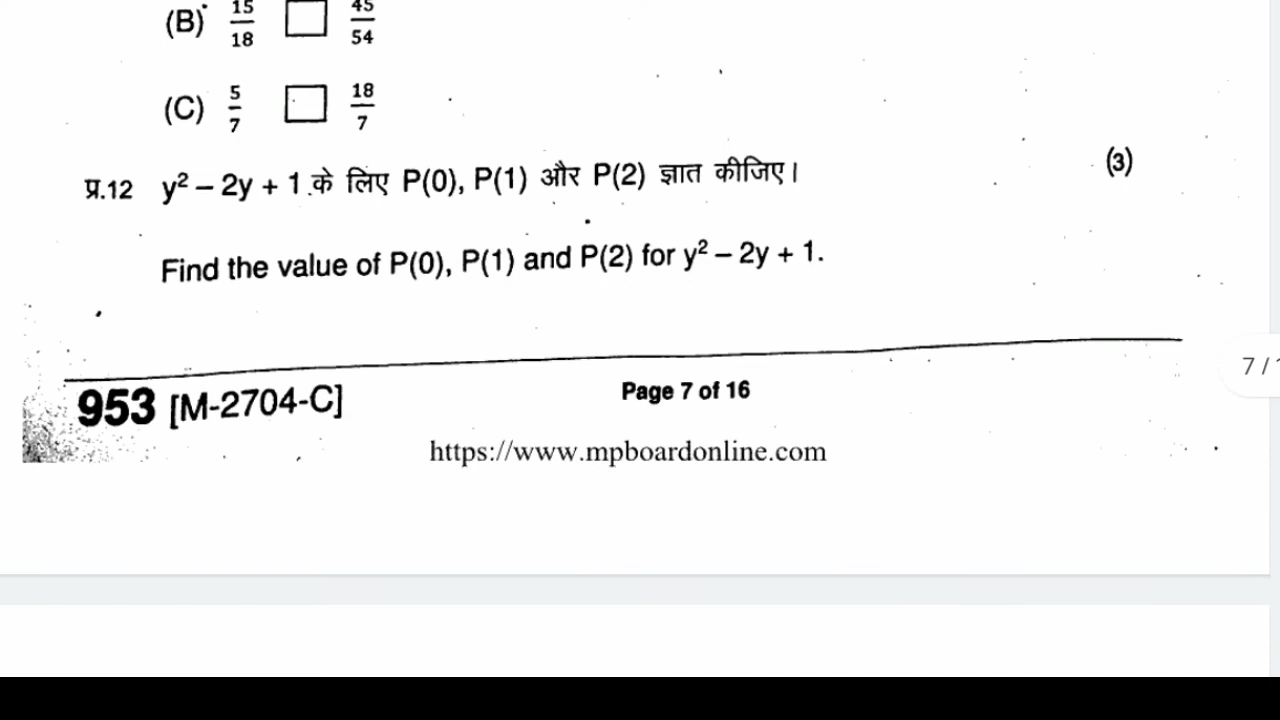 (B) 15/18 □ 45/54
(C) 5/7 □ 18/7
प्र.12 y² – 2y + 1 के लिए P(0), P(1) और P(2) ज्ञात कीजिए। (3)
Find the value of P(0), P(1) and P(2) for y² – 2y + 1.
7 /
953 [M-2704-C] Page 7 of 16
https://www.mpboardonline.com